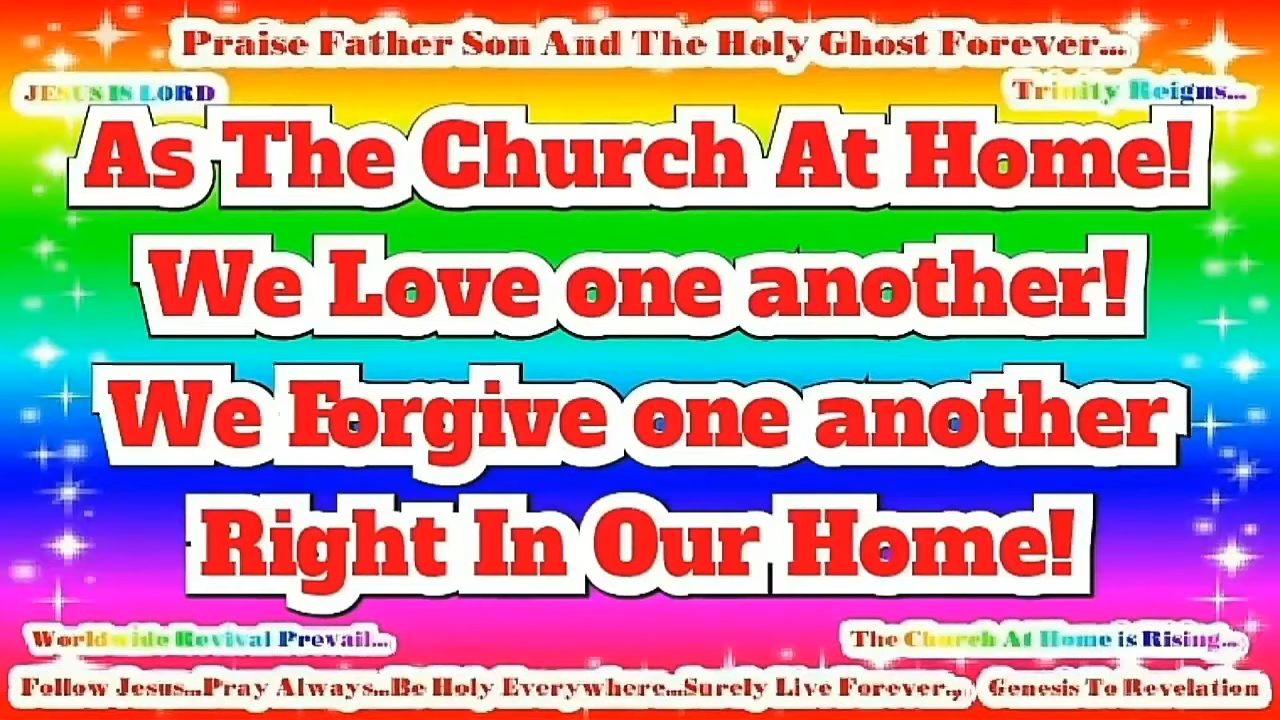 Praise Father Son And The Holy Ghost Forever...
JESUS IS LORD
Trinity Reigns...
As The Church At Home!
We Love one another!
We Forgive one another
Right In Our Home!
Worldwide Revival Prevail...
The Church At Home is Rising...
Follow Jesus...Pray Always...Be Holy Everywhere...Surely Live Forever..,
Genesis To Revelation